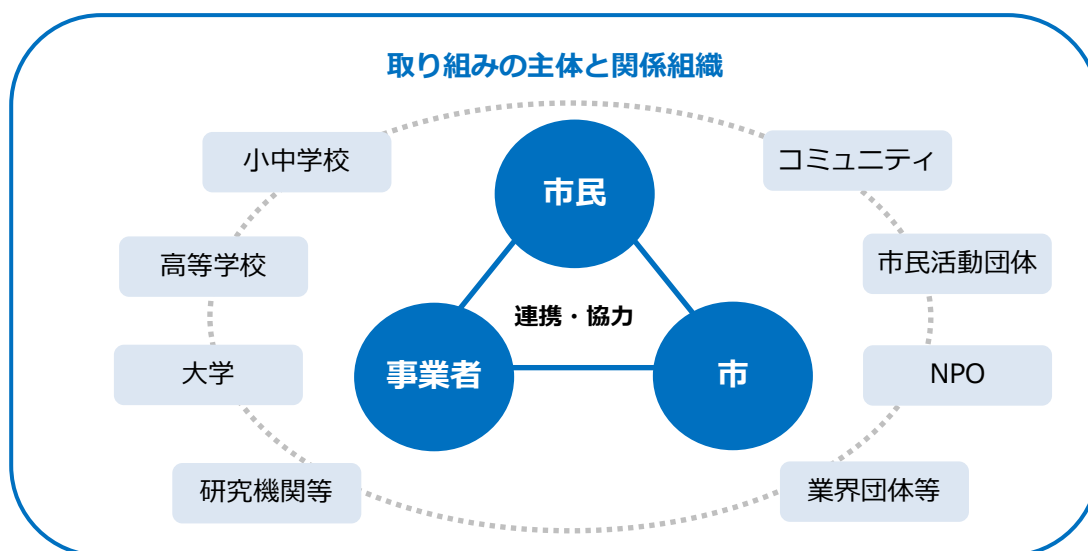 取り組みの主体と関係組織
小中学校
コミュニティ
市民
高等学校
市民活動団体
連携・協力
大学
事業者
市
NPO
研究機関等
業界団体等